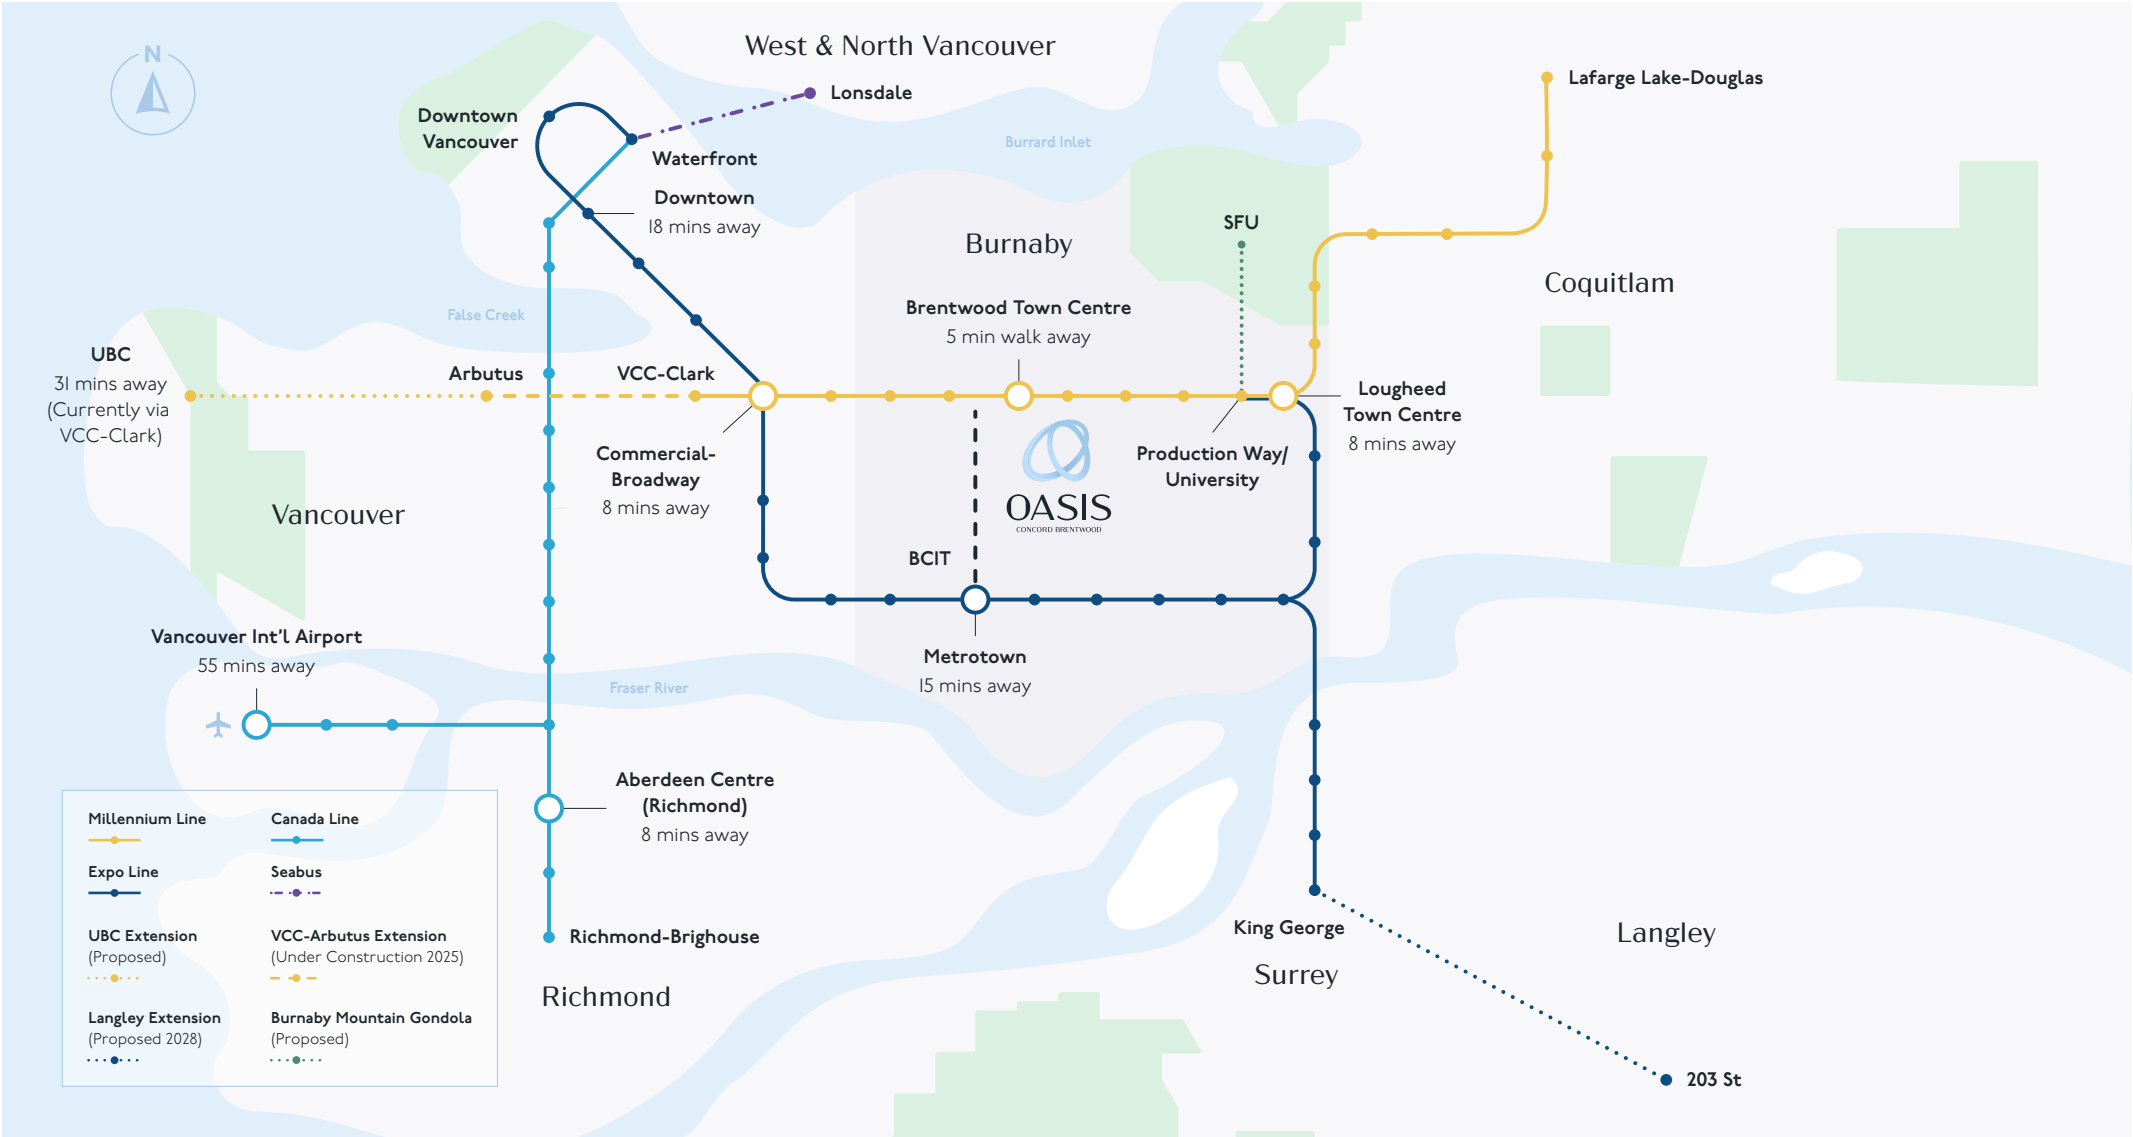 N
West & North Vancouver
Lonsdale
Lafarge Lake-Douglas
Downtown
Vancouver
Waterfront
Burrard Inlet
Downtown
18 mins away
SFU
Burnaby
Coquitlam
Brentwood Town Centre
5 min walk away
False Creek
UBC
31 mins away
(Currently via
VCC-Clark)
Arbutus
VCC-Clark
Lougheed
Town Centre
8 mins away
Commercial-
Broadway
8 mins away
Production Way/
University
OASIS
CONCORD BRENTWOOD
Vancouver
BCIT
Vancouver Int'l Airport
55 mins away
Metrotown
15 mins away
Fraser River
Aberdeen Centre
(Richmond)
8 mins away
Richmond-Brighouse
Richmond
King George
Surrey
Langley
203 St
Millennium Line
Canada Line
Expo Line
Seabus
UBC Extension
(Proposed)
VCC-Arbutus Extension
(Under Construction 2025)
Langley Extension
(Proposed 2028)
Burnaby Mountain Gondola
(Proposed)